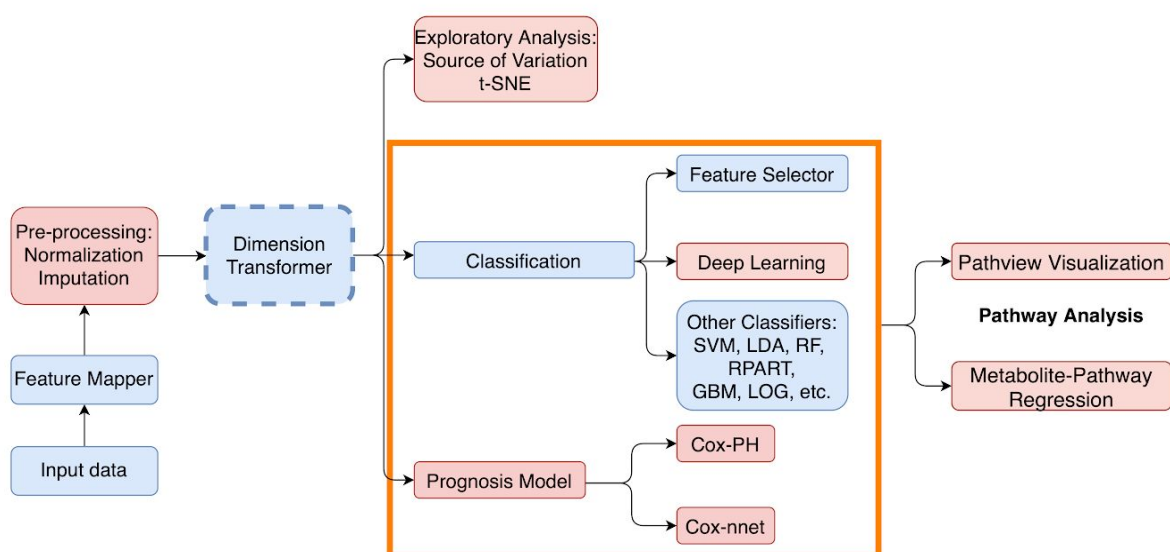 Exploratory Analysis:
Source of Variation
t-SNE
Feature Selector
Pre-processing:
Normalization
Imputation
Dimension
Transformer
Classification
Deep Learning
Pathview Visualization
Other Classifiers:
SVM, LDA, RF,
RPART,
GBM, LOG, etc.
Pathway Analysis
Feature Mapper
Metabolite-Pathway
Regression
Cox-PH
Input data
Prognosis Model
Cox-nnet